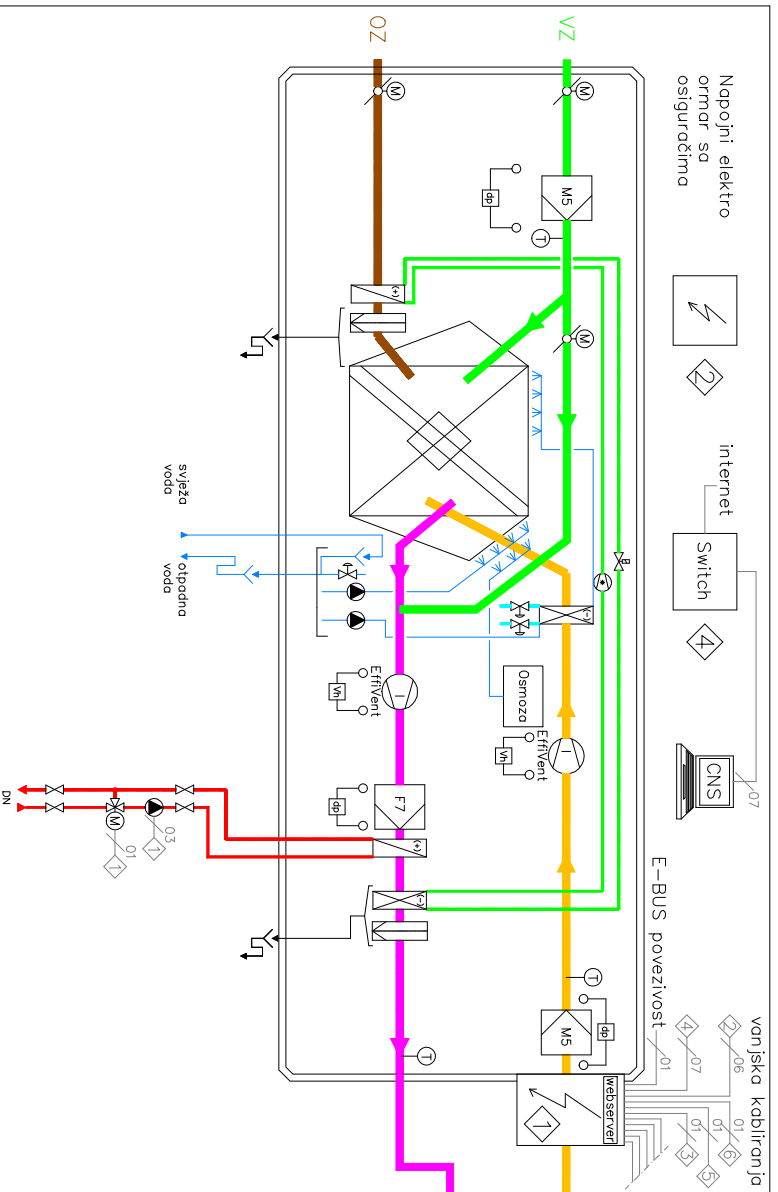 OZ
VZ
Napojni elektro
ormar sa
osiguračima
2
internet
Switch
4
CNS
07
E-BUS povezivost
vanjska kabliranja
2
06
4
07
01
01
6
01
5
01
3
webserver
1
M
M
M5
dp
T
(+)
M
svježa
voda
otpadna
voda
(-)
Osmoza
EffiVent
Vh
I
EffiVent
Vh
I
F7
dp
(+)
(-)
T
M5
dp
T
DN
M
01
1
03
1